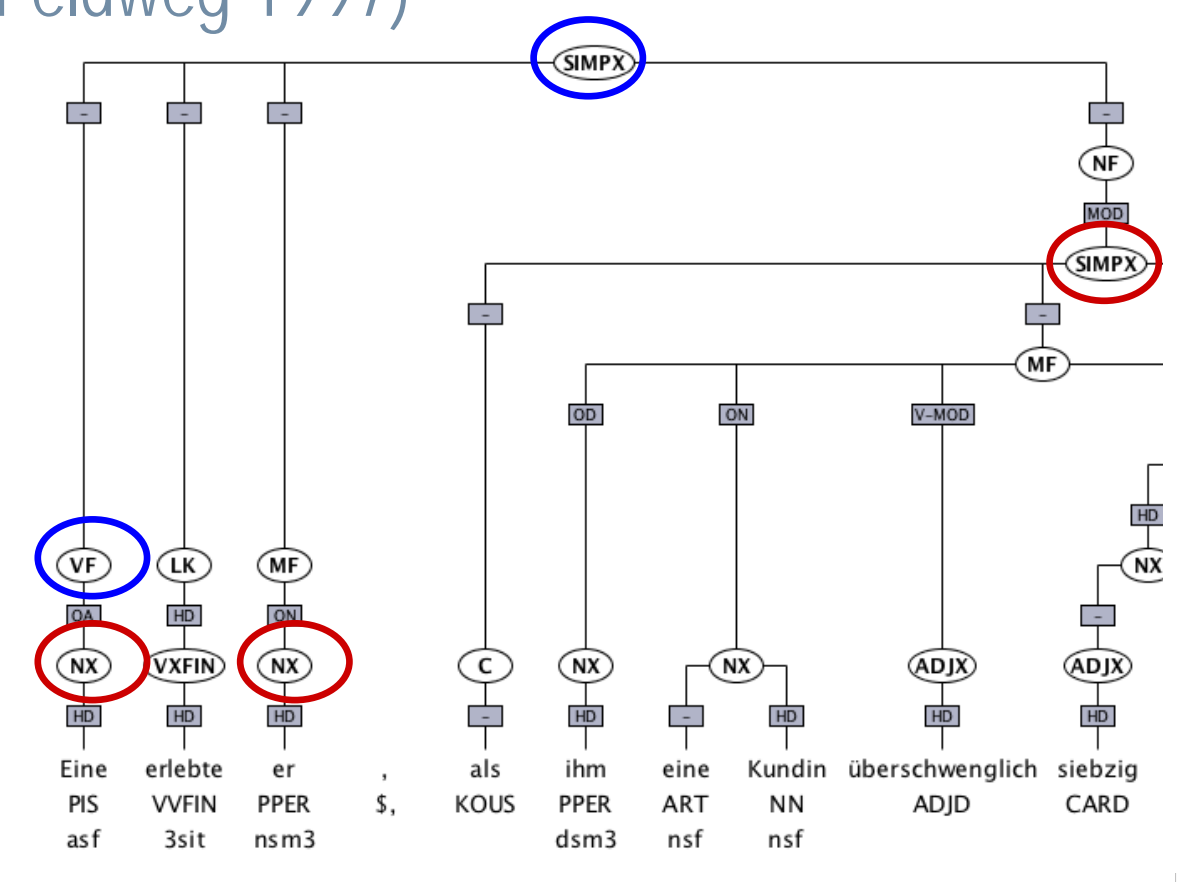 Feldweg 1997)
SIMPX
– – – –
NF
MOD
SIMPX
– –
MF
OD ON V–MOD
HD
VF LK MF NX
OA HD ON –
NX VXFIN NX C NX NX ADJX ADJX
HD HD HD – HD – HD HD HD
Eine erlebte er , als ihm eine Kundin überschwenglich siebzig
PIS VVFIN PPER $, KOUS PPER ART NN ADJD CARD
asf 3sit nsm3 dsm3 nsf nsf